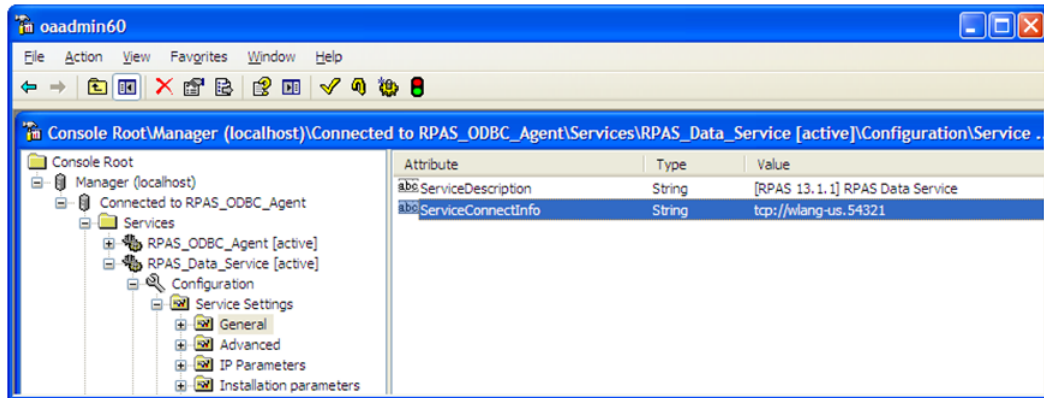 oaadmin60
File Action View Favorites Window Help
Console Root\Manager (localhost)\Connected to RPAS_ODBC_Agent\Services\RPAS_Data_Service [active]\Configuration\Service ..
Console Root
Manager (localhost)
Connected to RPAS_ODBC_Agent
Services
RPAS_ODBC_Agent [active]
RPAS_Data_Service [active]
Configuration
Service Settings
General
Advanced
IP Parameters
Installation parameters
Attribute Type Value
abc ServiceDescription String [RPAS 13.1.1] RPAS Data Service
abc ServiceConnectInfo String tcp://wlang-us.54321